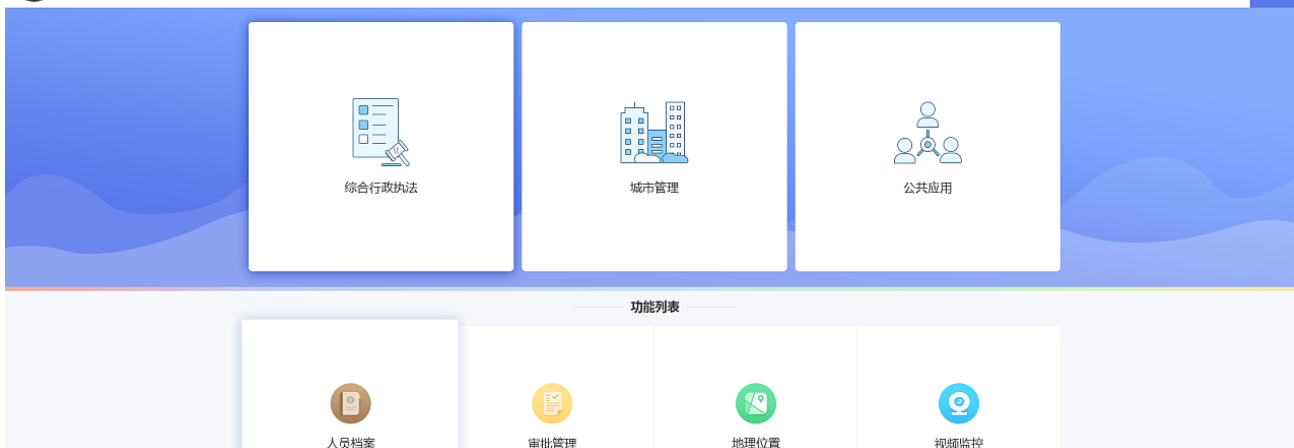 综合行政执法
城市管理
公共应用
功能列表
人员档案
审批管理
地理位置
视频监控